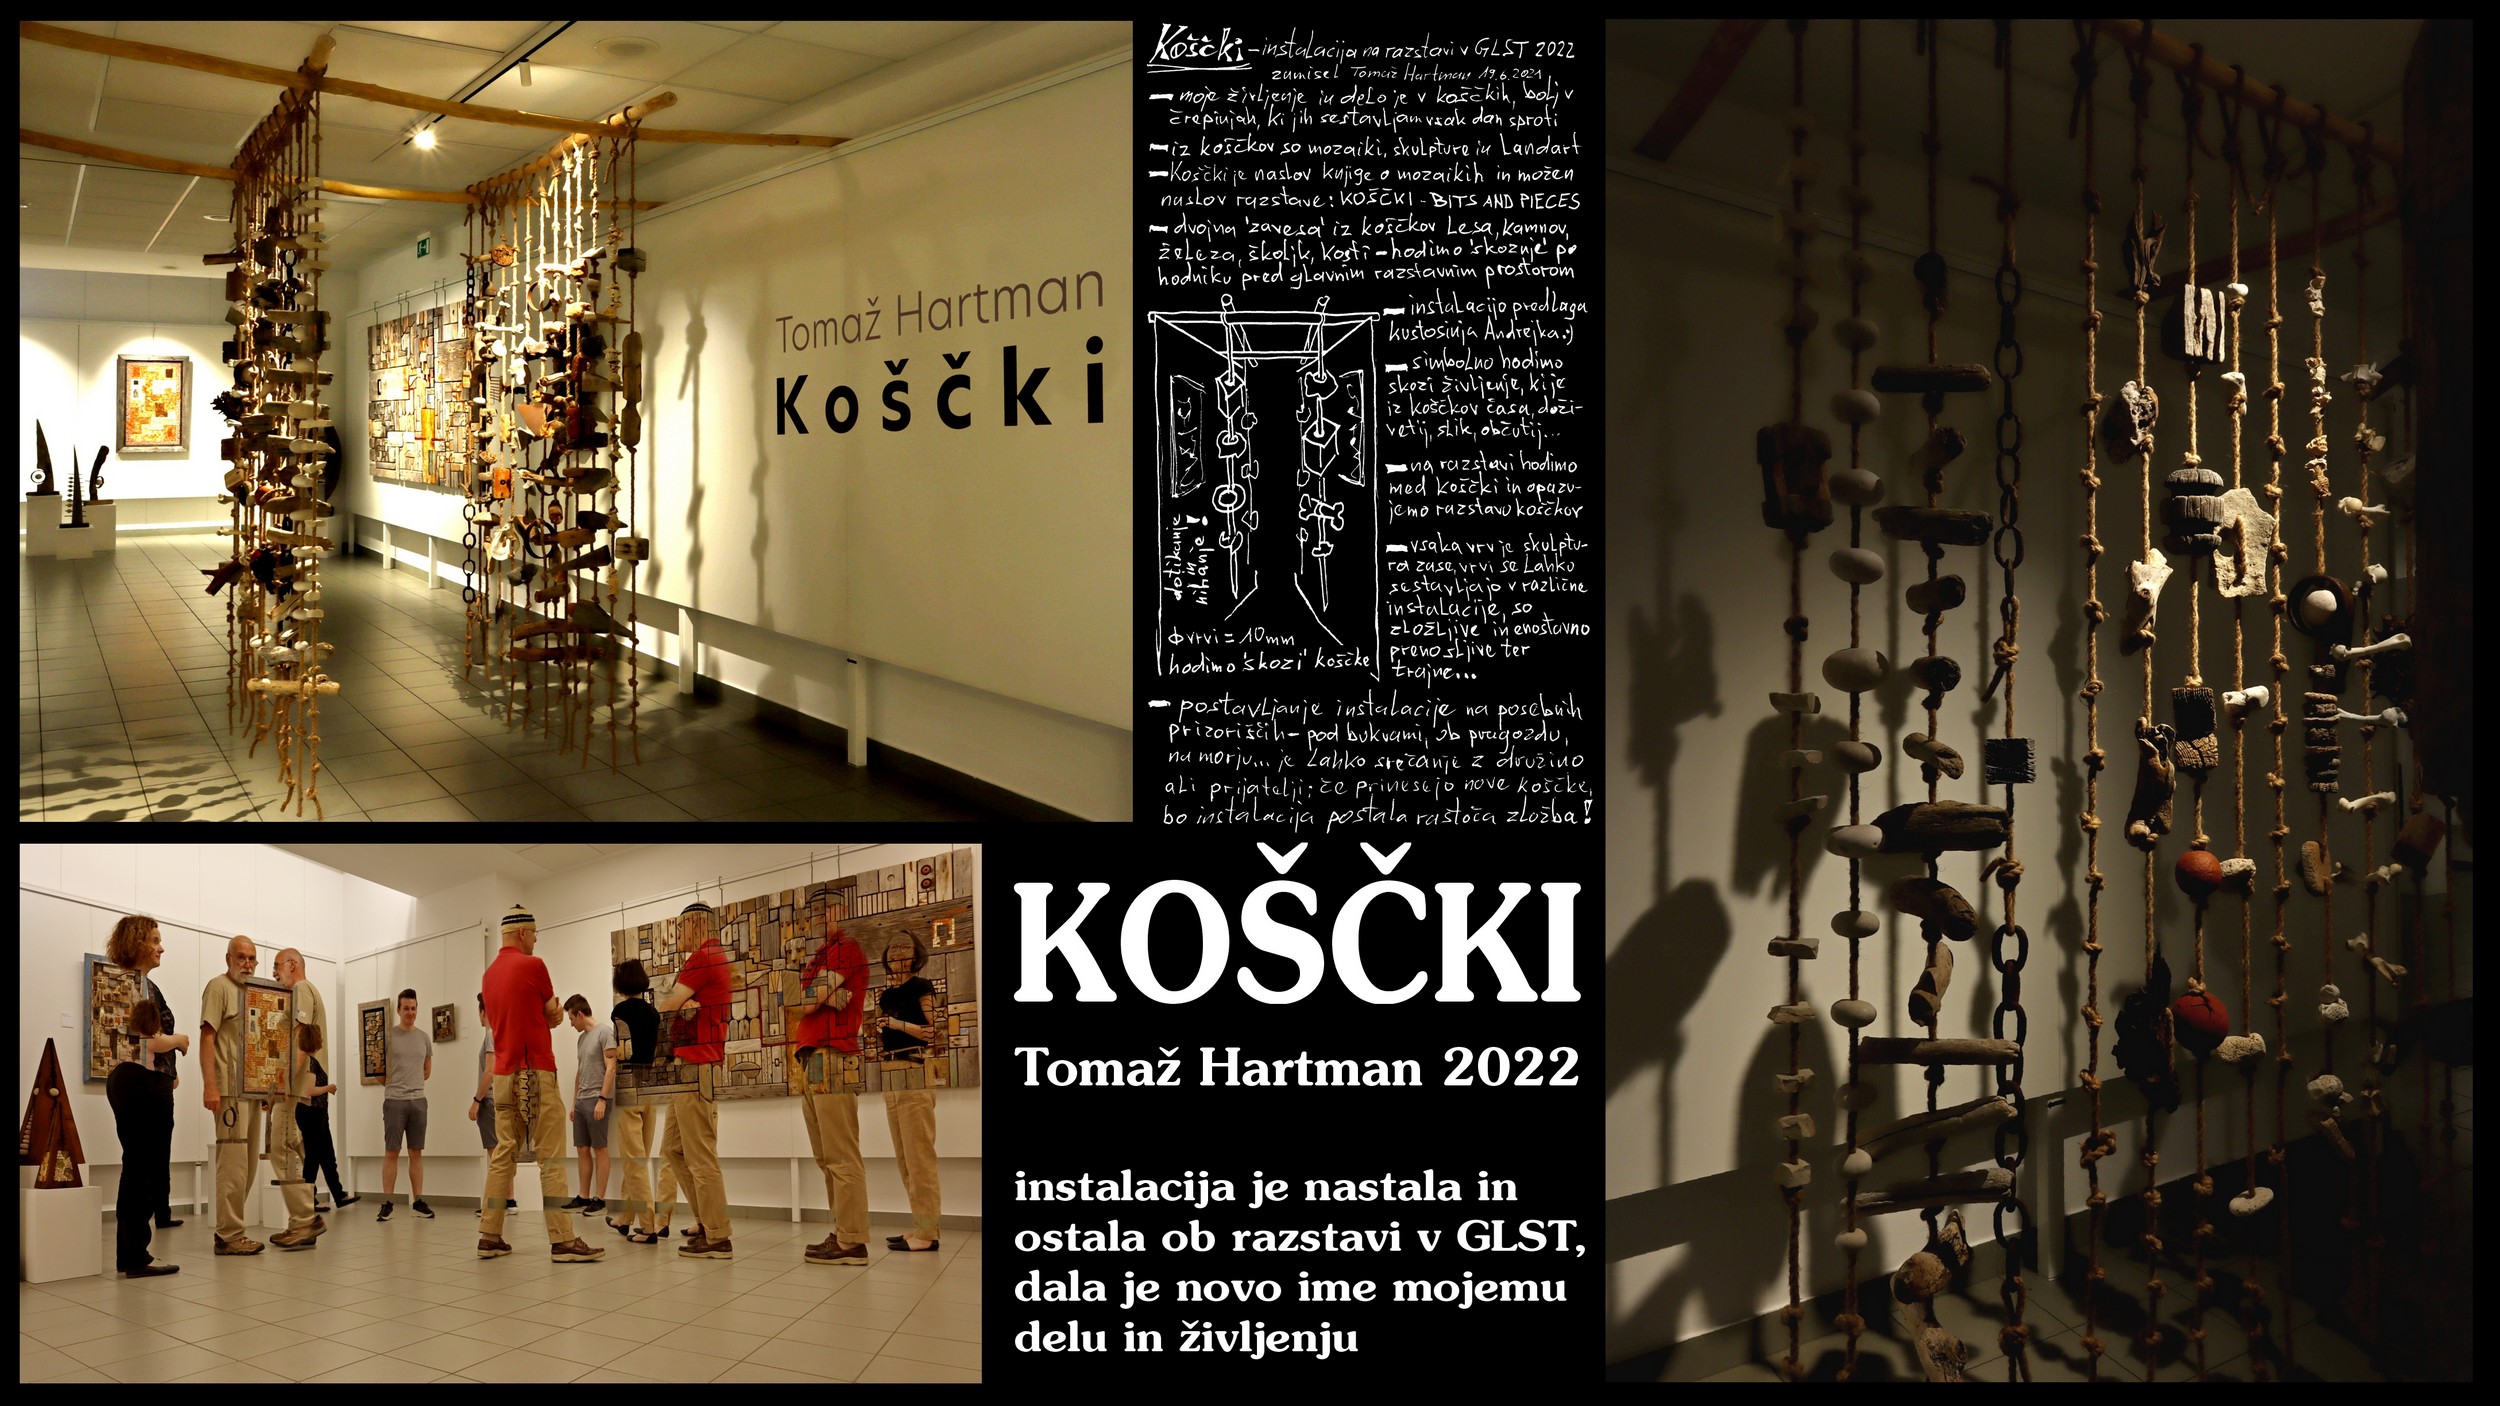 Tomaž Hartman
Koščki
Koščki - instalacija na razstavi v GLST 2022
zamisel Tomaž Hartman 19.6.2021
- moje življenje in delo je v koščkih, bolj v
črepinjah, ki jih sestavljam vsak dan sproti
- iz koščkov so mozaiki, skulpture in Landart
- Koščki je naslov knjige o mozaikih in možen
naslov razstave: KOŠČKI - BITS AND PIECES
- dvojna 'zavesa' iz koščkov lesa, kamnov,
železa, školjk, kosti - hodimo 'skoznje' po
hodniku pred glavnim razstavnim prostorom
- instalacijo predlaga
kustosinja Andrejka :)
- simbolno hodimo
skozi življenje, ki je
iz koščkov časa, doži-
vetij, slik, občutij...
- na razstavi hodimo
med koščki in opazu-
jemo razstavo koščkov
- vsaka vrv je skulptu-
ra zase, vrvi se lahko
sestavljajo v različne
instalacije, so
zložljive in enostavno
prenosljive ter
trajne...
dotikanje
in
nihanje!
Φ vrvi = 10mm
hodimo 'skozi' koščke
- postavljanje instalacije na posebnih
prizoriščih - pod bukvami, ob pragozdu,
na morju... je lahko srečanje z družino
ali prijatelji; če prinesejo nove koščke,
bo instalacija postala rastoča zložba!
KOŠČKI
Tomaž Hartman 2022
instalacija je nastala in
ostala ob razstavi v GLST,
dala je novo ime mojemu
delu in življenju